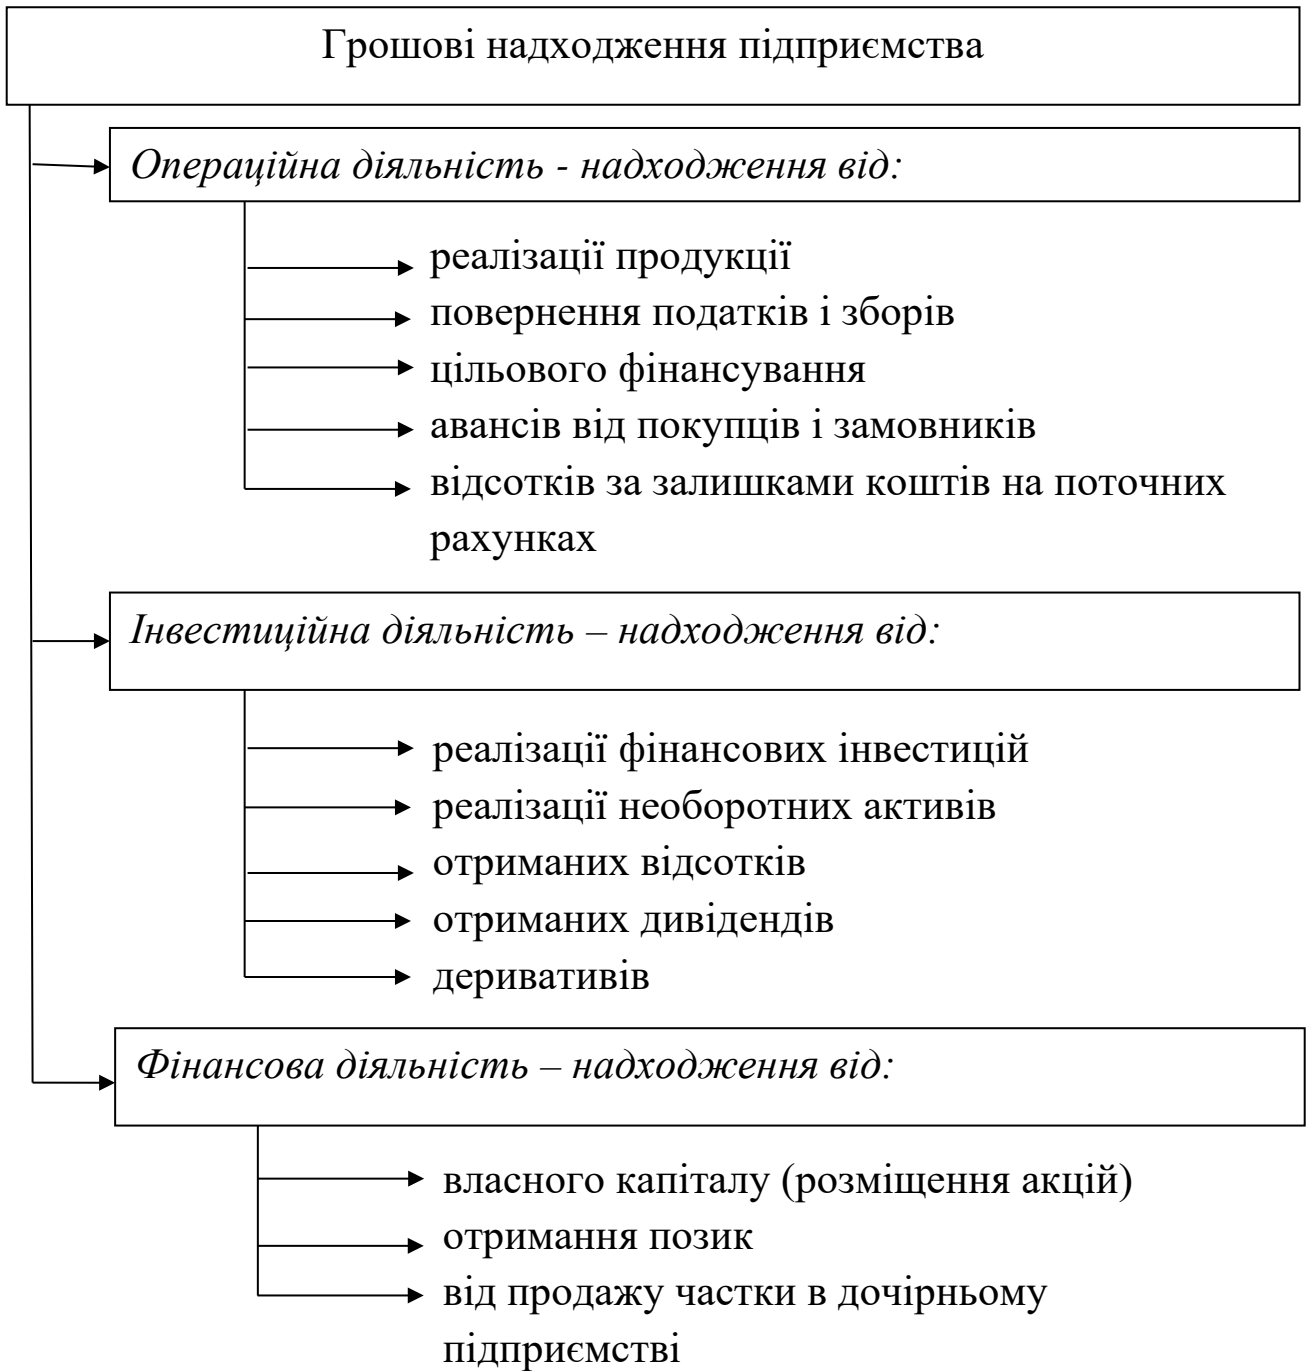 Грошові надходження підприємства
Операційна діяльність - надходження від:
реалізації продукції
повернення податків і зборів
цільового фінансування
авансів від покупців і замовників
відсотків за залишками коштів на поточних
рахунках
Інвестиційна діяльність – надходження від:
реалізації фінансових інвестицій
реалізації необоротних активів
отриманих відсотків
отриманих дивідендів
деривативів
Фінансова діяльність – надходження від:
власного капіталу (розміщення акцій)
отримання позик
від продажу частки в дочірньому
підприємстві